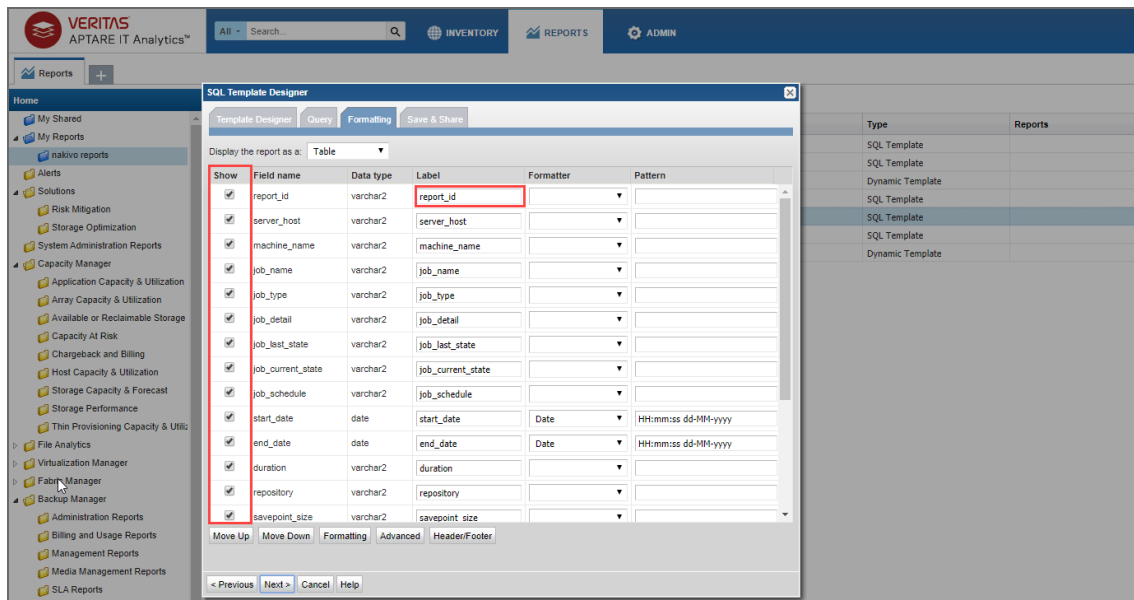 VERITAS
APTARE IT Analytics™
All
Search...
INVENTORY
REPORTS
ADMIN
Reports
+
Home
My Shared
My Reports
nakivo reports
Alerts
Solutions
Risk Mitigation
Storage Optimization
System Administration Reports
Capacity Manager
Application Capacity & Utilization
Array Capacity & Utilization
Available or Reclaimable Storage
Capacity At Risk
Chargeback and Billing
Host Capacity & Utilization
Storage Capacity & Forecast
Storage Performance
Thin Provisioning Capacity & Utiliz
File Analytics
Virtualization Manager
Fabric Manager
Backup Manager
Administration Reports
Billing and Usage Reports
Management Reports
Media Management Reports
SLA Reports
SQL Template Designer
Template Designer Query Formatting Save & Share
Display the report as a: Table
Show Field name Data type Label Formatter Pattern
report_id varchar2 report_id
server_host varchar2 server_host
machine_name varchar2 machine_name
job_name varchar2 job_name
job_type varchar2 job_type
job_detail varchar2 job_detail
job_last_state varchar2 job_last_state
job_current_state varchar2 job_current_state
job_schedule varchar2 job_schedule
start_date date start_date Date HH:mm:ss dd-MM-yyyy
end_date date end_date Date HH:mm:ss dd-MM-yyyy
duration varchar2 duration
repository varchar2 repository
savepoint_size varchar2 savepoint_size
Move Up Move Down Formatting Advanced Header/Footer
< Previous Next > Cancel Help
Type Reports
SQL Template
SQL Template
Dynamic Template
SQL Template
SQL Template
SQL Template
Dynamic Template